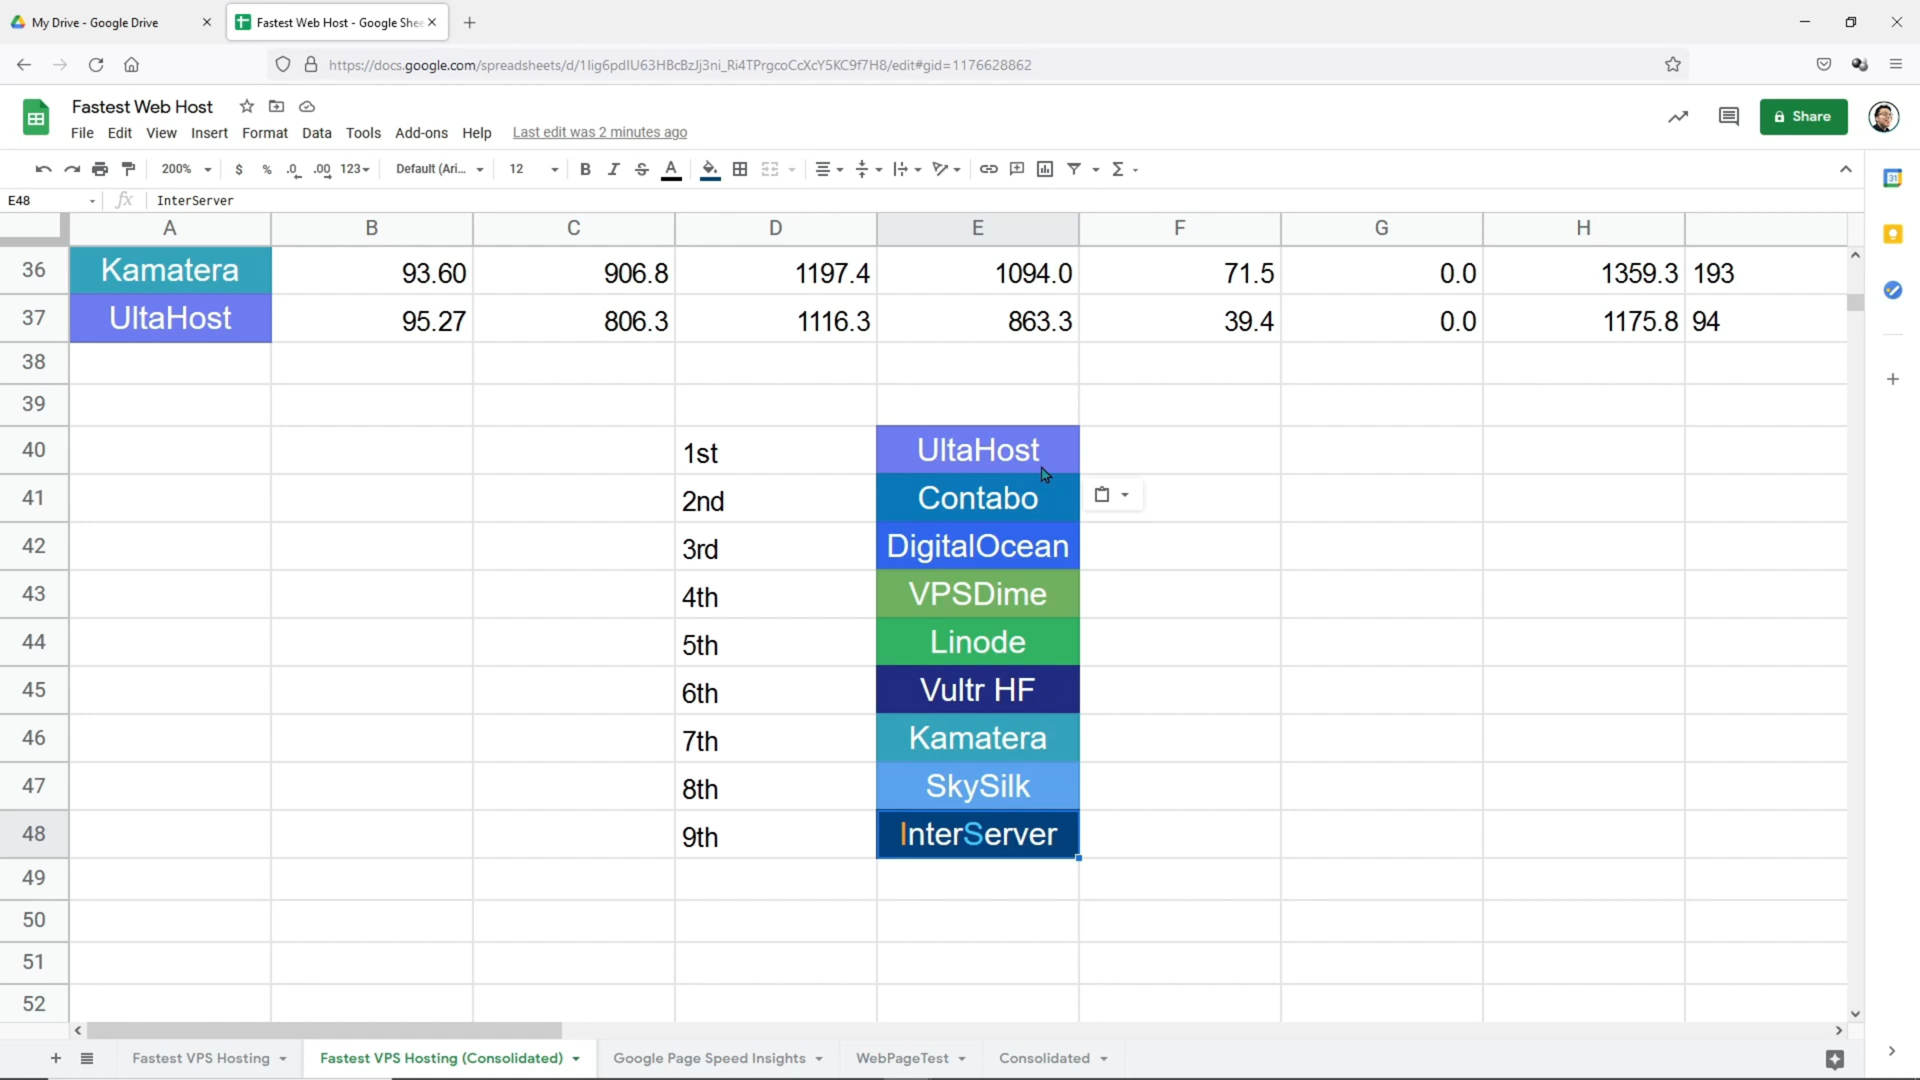 My Drive - Google Drive
Fastest Web Host - Google Shee
https://docs.google.com/spreadsheets/d/1Iig6pdIU63HBcBzJj3ni_Ri4TPrgcoCcXcY5KC9f7H8/edit#gid=1176628862
Fastest Web Host
File Edit View Insert Format Data Tools Add-ons Help Last edit was 2 minutes ago
Share
200% $ % .0 .00 123 Default (Ari... 12 B I S A Σ
31
E48 fx InterServer
A B C D E F G H
36 Kamatera 93.60 906.8 1197.4 1094.0 71.5 0.0 1359.3 193
37 UltaHost 95.27 806.3 1116.3 863.3 39.4 0.0 1175.8 94
38
39
40 1st UltaHost
41 2nd Contabo
42 3rd DigitalOcean
43 4th VPSDime
44 5th Linode
45 6th Vultr HF
46 7th Kamatera
47 8th SkySilk
48 9th InterServer
49
50
51
52
Fastest VPS Hosting Fastest VPS Hosting (Consolidated) Google Page Speed Insights WebPageTest Consolidated